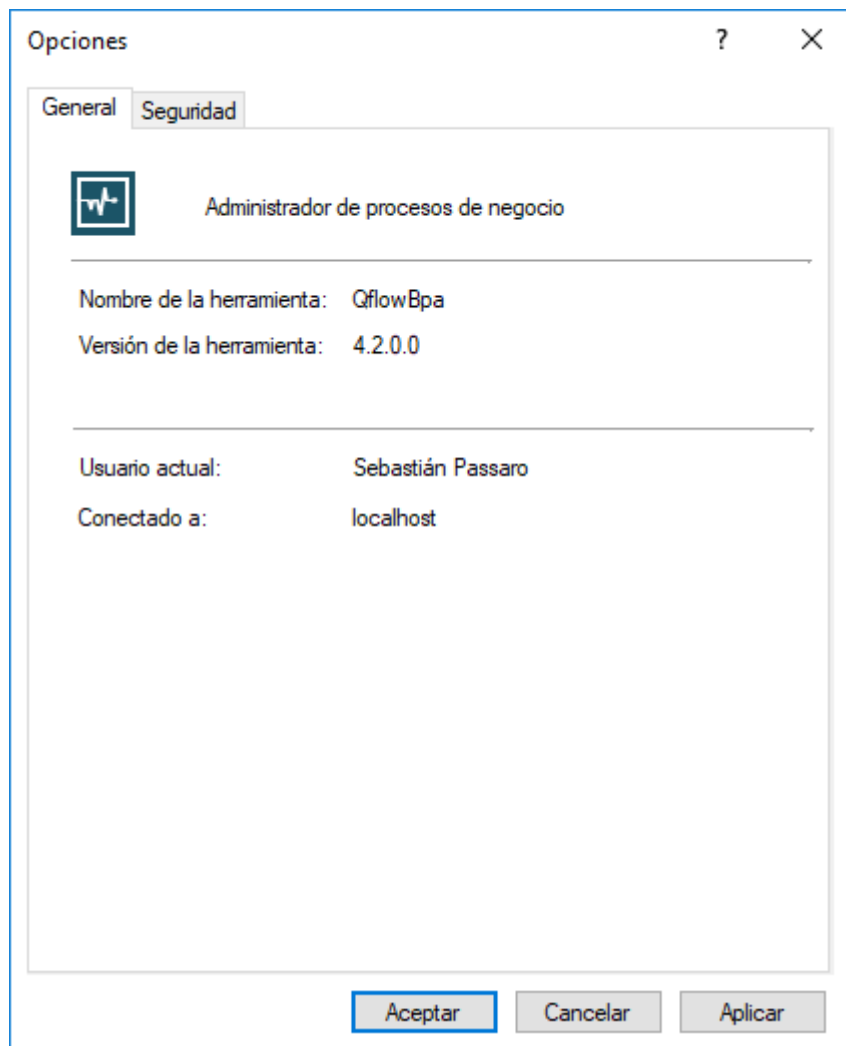 Opciones
General Seguridad
Administrador de procesos de negocio
Nombre de la herramienta: QflowBpa
Versión de la herramienta: 4.2.0.0
Usuario actual: Sebastián Passaro
Conectado a: localhost
Aceptar Cancelar Aplicar